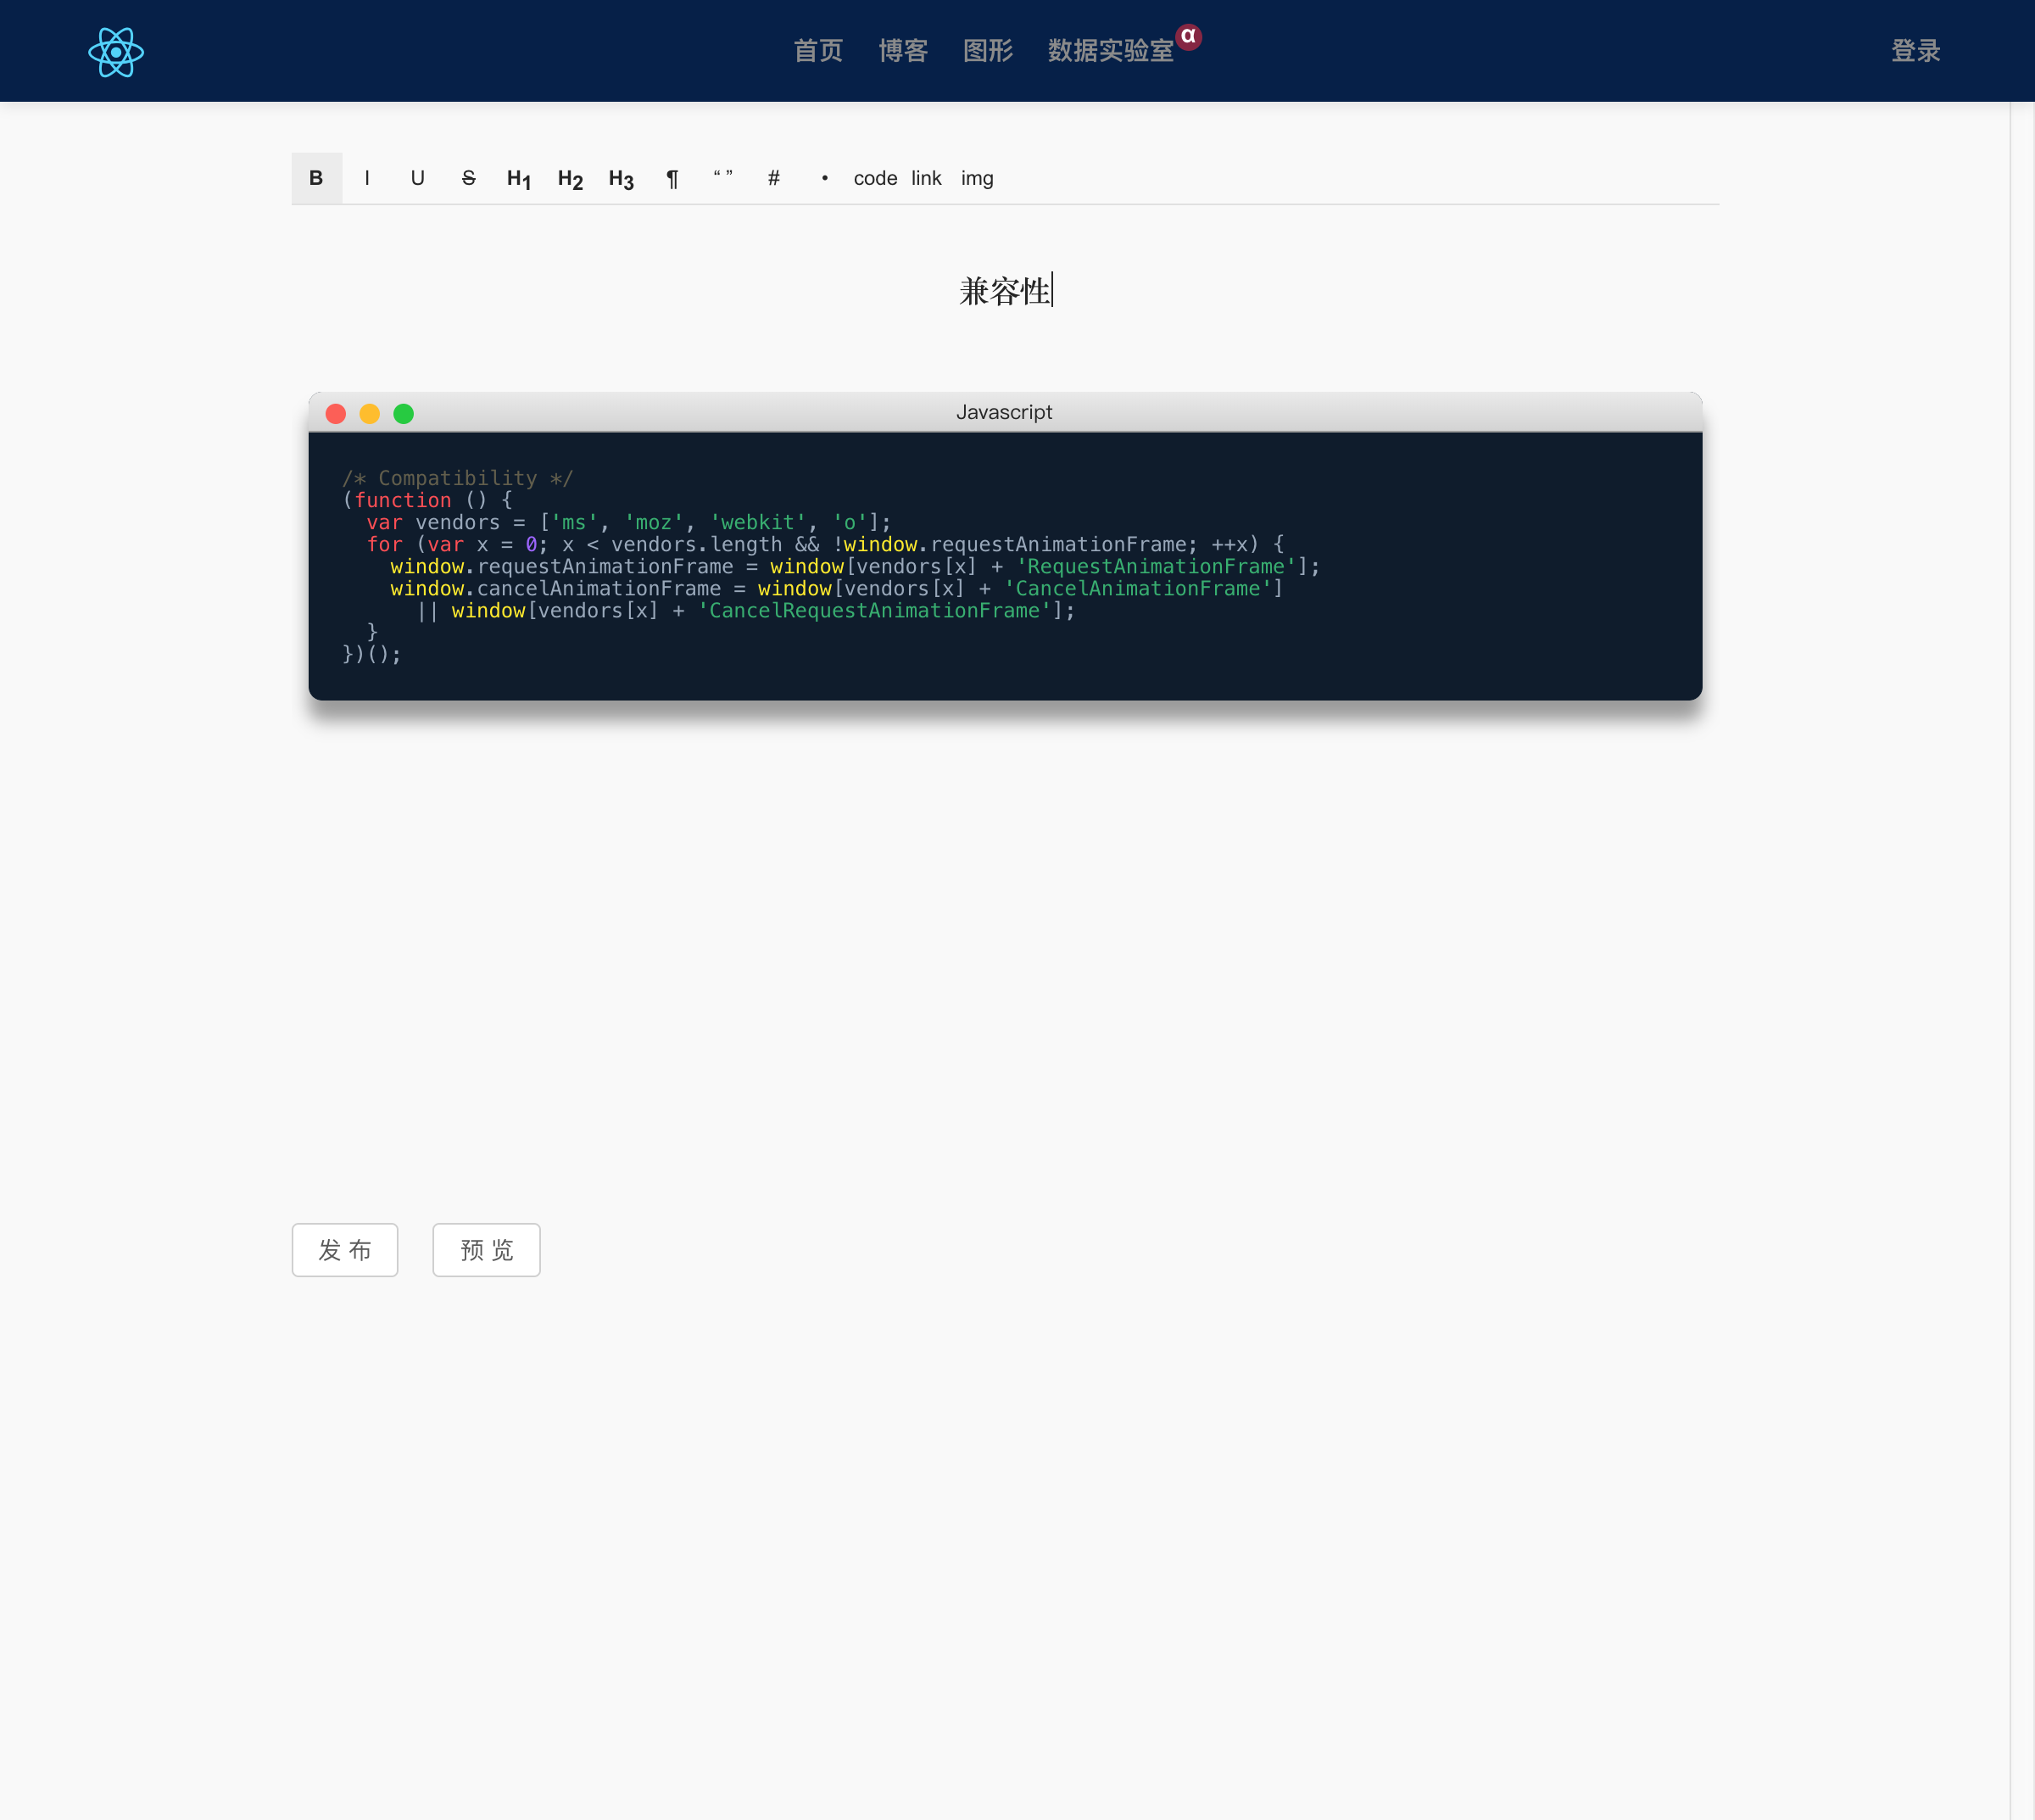 首页 博客 图形 数据实验室 α 登录
B I U S H1 H2 H3 ¶ “ ” # • code link img
兼容性
Javascript
/* Compatibility */
(function () {
  var vendors = ['ms', 'moz', 'webkit', 'o'];
  for (var x = 0; x < vendors.length && !window.requestAnimationFrame; ++x) {
    window.requestAnimationFrame = window[vendors[x] + 'RequestAnimationFrame'];
    window.cancelAnimationFrame = window[vendors[x] + 'CancelAnimationFrame']
      || window[vendors[x] + 'CancelRequestAnimationFrame'];
  }
})();
发布 预览